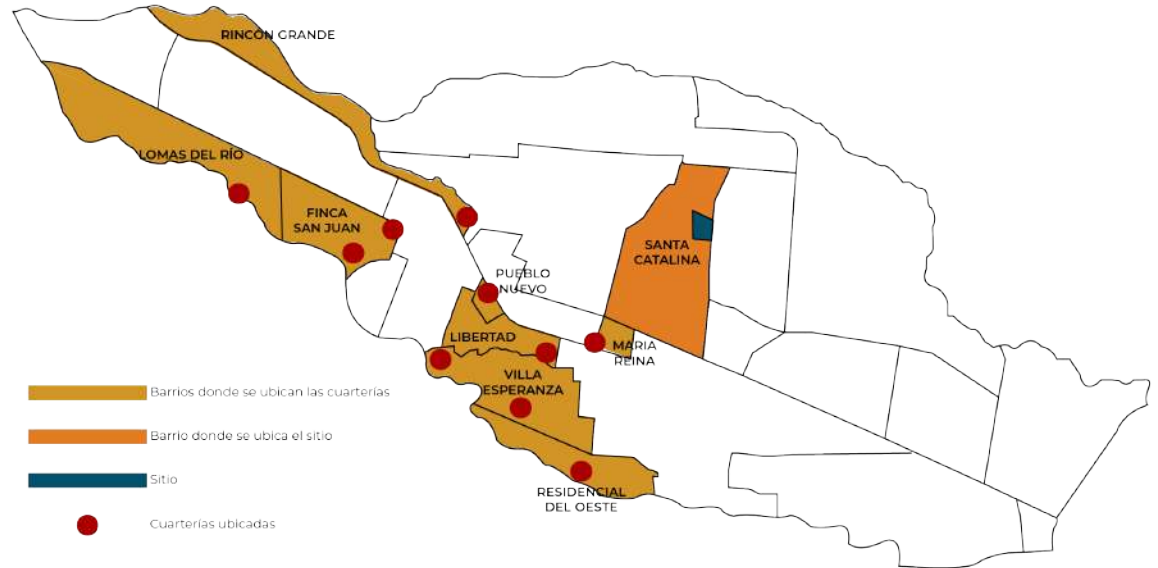 RINCÓN GRANDE
LOMAS DEL RÍO
FINCA
SAN JUAN
SANTA
CATALINA
PUEBLO
NUEVO
LIBERTAD
MARIA
REINA
VILLA
ESPERANZA
RESIDENCIAL
DEL OESTE
Barrios donde se ubican las cuarterías
Barrio donde se ubica el sitio
Sitio
Cuarterías ubicadas